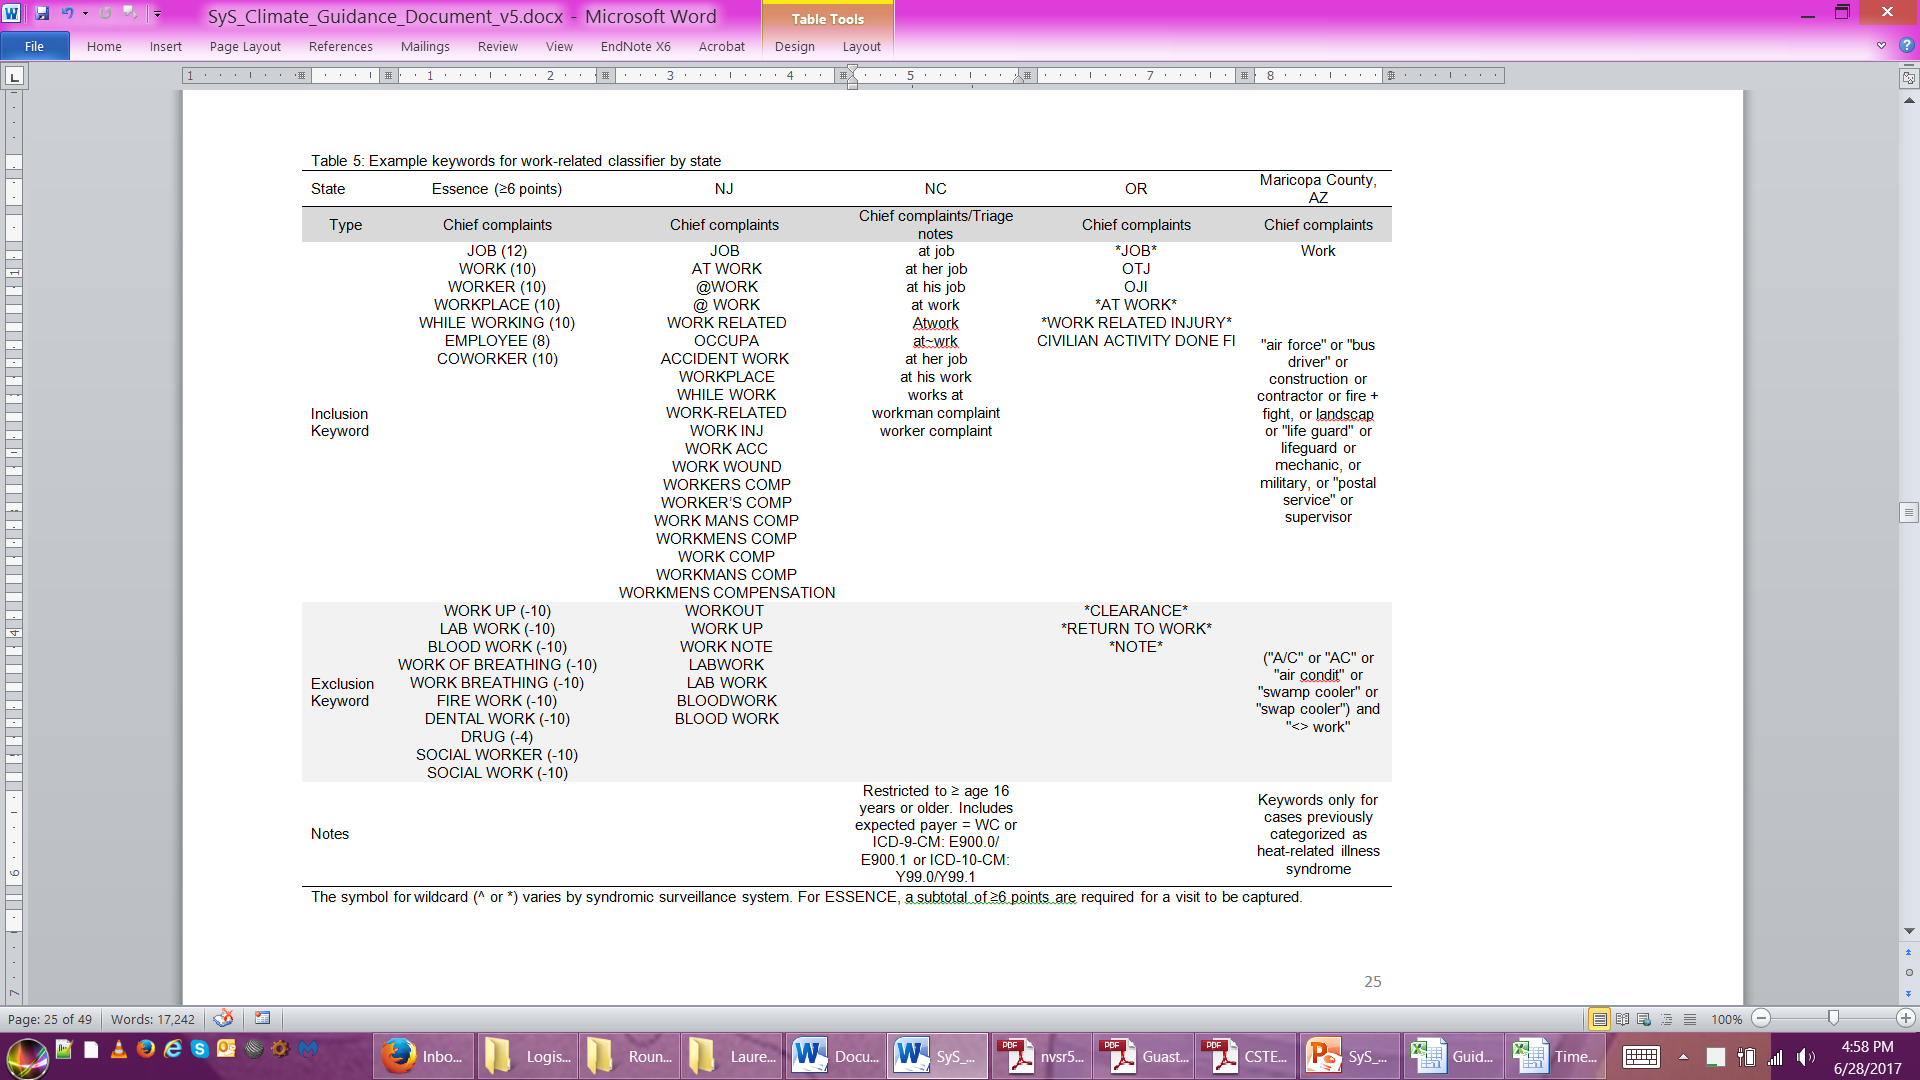 SyS_Climate_Guidance_Document_v5.docx - Microsoft Word
Table Tools
File Home Insert Page Layout References Mailings Review View EndNote X6 Acrobat Design Layout
1 1 2 3 4 5 7 8
Table 5: Example keywords for work-related classifier by state
State Essence (≥6 points) NJ NC OR Maricopa County, AZ
Type Chief complaints Chief complaints Chief complaints/Triage notes Chief complaints Chief complaints
Inclusion
Keyword
JOB (12)
WORK (10)
WORKER (10)
WORKPLACE (10)
WHILE WORKING (10)
EMPLOYEE (8)
COWORKER (10)
JOB
AT WORK
@WORK
@ WORK
WORK RELATED
OCCUPA
ACCIDENT WORK
WORKPLACE
WHILE WORK
WORK-RELATED
WORK INJ
WORK ACC
WORK WOUND
WORKERS COMP
WORKER'S COMP
WORK MANS COMP
WORKMENS COMP
WORK COMP
WORKMANS COMP
WORKMENS COMPENSATION
at job
at her job
at his job
at work
Atwork
at~wrk
at her job
at his work
works at
workman complaint
worker complaint
*JOB*
OTJ
OJI
*AT WORK*
*WORK RELATED INJURY*
CIVILIAN ACTIVITY DONE FI
Work
"air force" or "bus
driver" or
construction or
contractor or fire +
fight, or landscap
or "life guard" or
lifeguard or
mechanic, or
military, or "postal
service" or
supervisor
Exclusion
Keyword
WORK UP (-10)
LAB WORK (-10)
BLOOD WORK (-10)
WORK OF BREATHING (-10)
WORK BREATHING (-10)
FIRE WORK (-10)
DENTAL WORK (-10)
DRUG (-4)
SOCIAL WORKER (-10)
SOCIAL WORK (-10)
WORKOUT
WORK UP
WORK NOTE
LABWORK
LAB WORK
BLOODWORK
BLOOD WORK
*CLEARANCE*
*RETURN TO WORK*
*NOTE*
("A/C" or "AC" or
"air condit" or
"swamp cooler" or
"swap cooler") and
"<> work"
Notes
Restricted to ≥ age 16
years or older. Includes
expected payer = WC or
ICD-9-CM: E900.0/
E900.1 or ICD-10-CM:
Y99.0/Y99.1
Keywords only for
cases previously
categorized as
heat-related illness
syndrome
The symbol for wildcard (^ or *) varies by syndromic surveillance system. For ESSENCE, a subtotal of ≥6 points are required for a visit to be captured.
25
Page: 25 of 49 Words: 17,242 100%
Inbo... Logis... Roun... Laure... Docu... SyS_... nvsr5... Guast... CSTE... SyS_... Guid... Time...
4:58 PM
6/28/2017